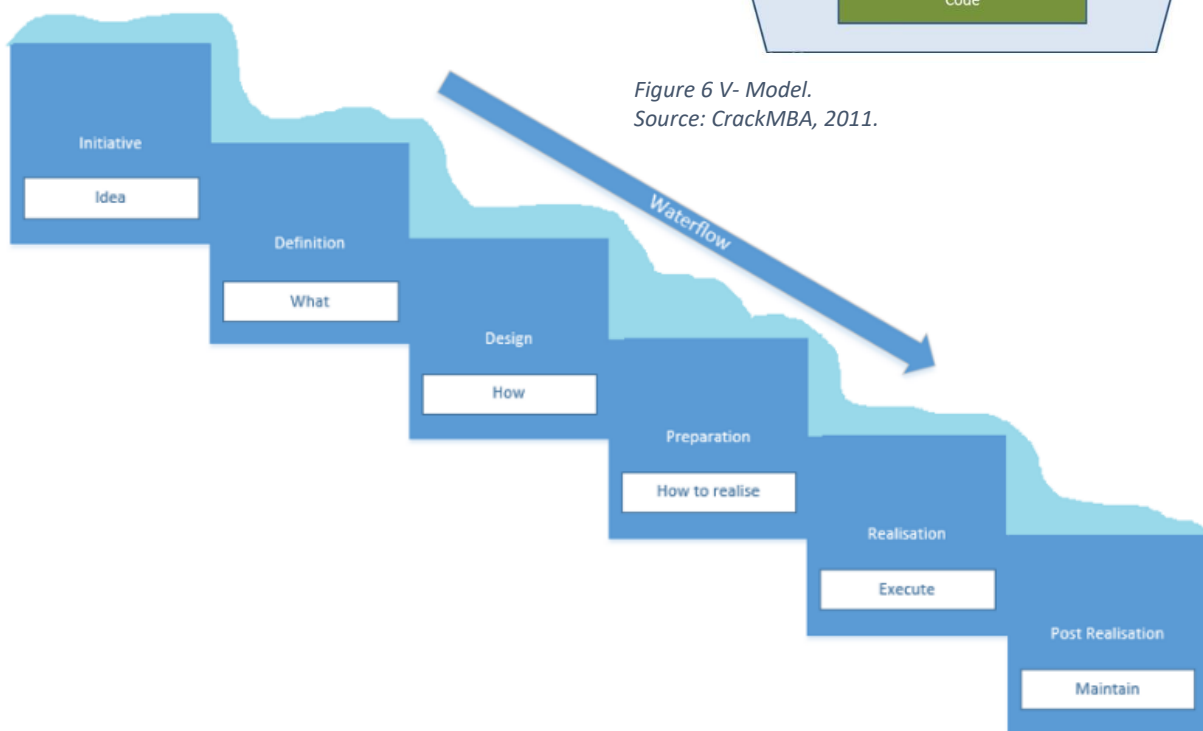 Code
Figure 6 V- Model.
Source: CrackMBA, 2011.
Initiative
Idea
Waterflow
Definition
What
Design
How
Preparation
How to realise
Realisation
Execute
Post Realisation
Maintain